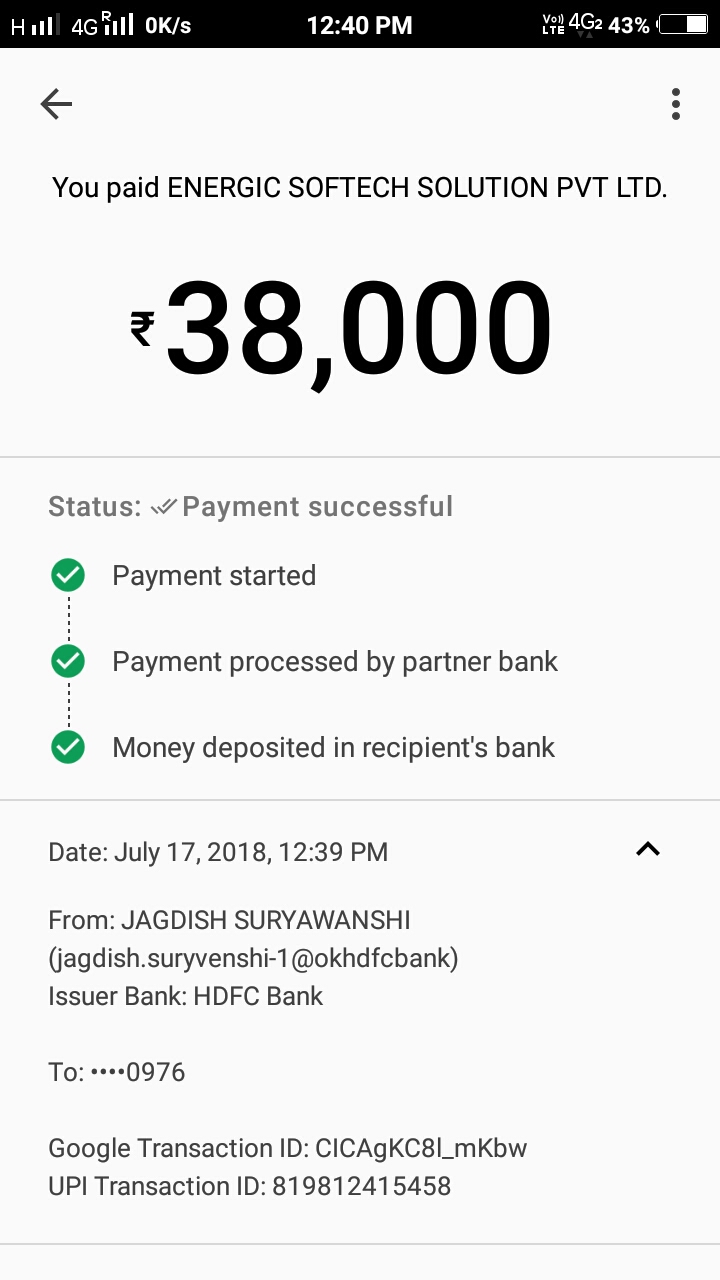 H 4G R 0K/s 12:40 PM Vo)) LTE 4G2 43%
You paid ENERGIC SOFTECH SOLUTION PVT LTD.
₹38,000
Status: Payment successful
Payment started
Payment processed by partner bank
Money deposited in recipient's bank
Date: July 17, 2018, 12:39 PM
From: JAGDISH SURYAWANSHI
(jagdish.suryvenshi-1@okhdfcbank)
Issuer Bank: HDFC Bank
To: ••••0976
Google Transaction ID: CICAgKC8l_mKbw
UPI Transaction ID: 819812415458